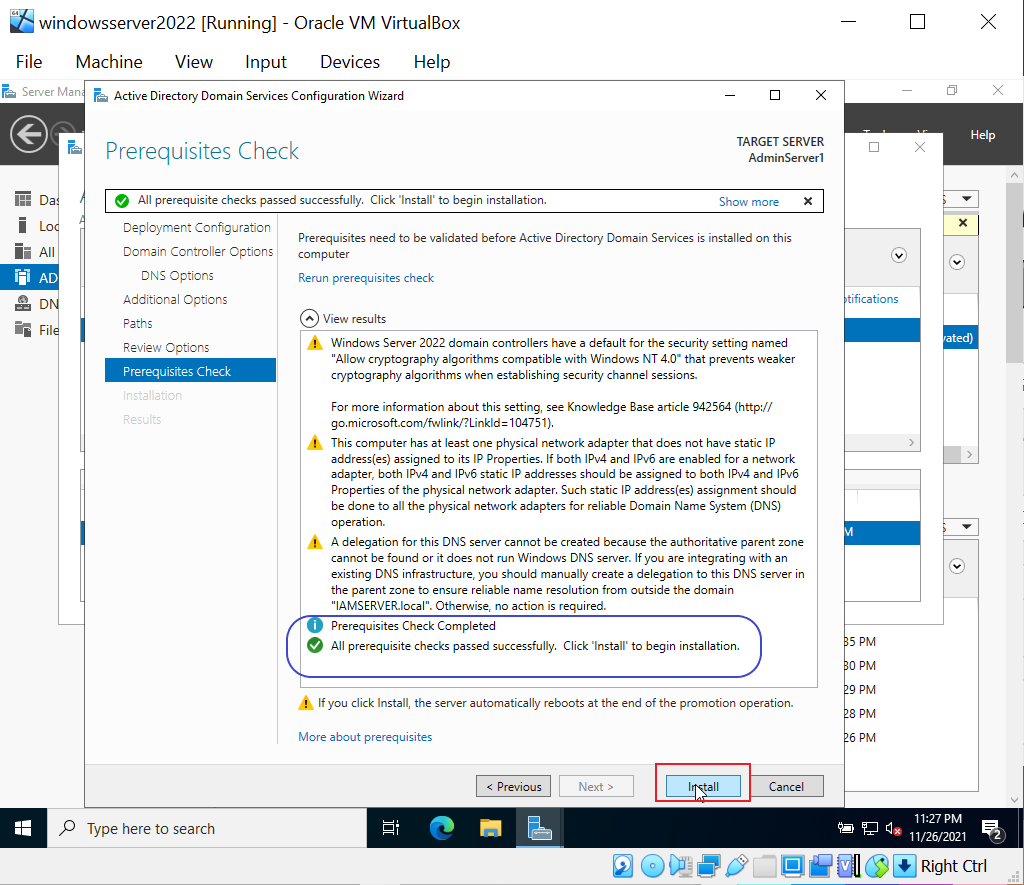 windowsserver2022 [Running] - Oracle VM VirtualBox
File Machine View Input Devices Help
Server Mana
Active Directory Domain Services Configuration Wizard
Help
Prerequisites Check
TARGET SERVER
AdminServer1
All prerequisite checks passed successfully. Click 'Install' to begin installation.
Show more
Das
Loc
All
AD
DN
File
Deployment Configuration
Domain Controller Options
DNS Options
Additional Options
Paths
Review Options
Prerequisites Check
Installation
Results
Prerequisites need to be validated before Active Directory Domain Services is installed on this
computer
Rerun prerequisites check
View results
Windows Server 2022 domain controllers have a default for the security setting named
"Allow cryptography algorithms compatible with Windows NT 4.0" that prevents weaker
cryptography algorithms when establishing security channel sessions.
For more information about this setting, see Knowledge Base article 942564 (http://
go.microsoft.com/fwlink/?LinkId=104751).
This computer has at least one physical network adapter that does not have static IP
address(es) assigned to its IP Properties. If both IPv4 and IPv6 are enabled for a network
adapter, both IPv4 and IPv6 static IP addresses should be assigned to both IPv4 and IPv6
Properties of the physical network adapter. Such static IP address(es) assignment should
be done to all the physical network adapters for reliable Domain Name System (DNS)
operation.
A delegation for this DNS server cannot be created because the authoritative parent zone
cannot be found or it does not run Windows DNS server. If you are integrating with an
existing DNS infrastructure, you should manually create a delegation to this DNS server in
the parent zone to ensure reliable name resolution from outside the domain
"IAMSERVER.local". Otherwise, no action is required.
Prerequisites Check Completed
All prerequisite checks passed successfully. Click 'Install' to begin installation.
If you click Install, the server automatically reboots at the end of the promotion operation.
More about prerequisites
otifications
vated)
M
35 PM
30 PM
29 PM
28 PM
26 PM
< Previous
Next >
Install
Cancel
Type here to search
11:27 PM
11/26/2021
2
Right Ctrl